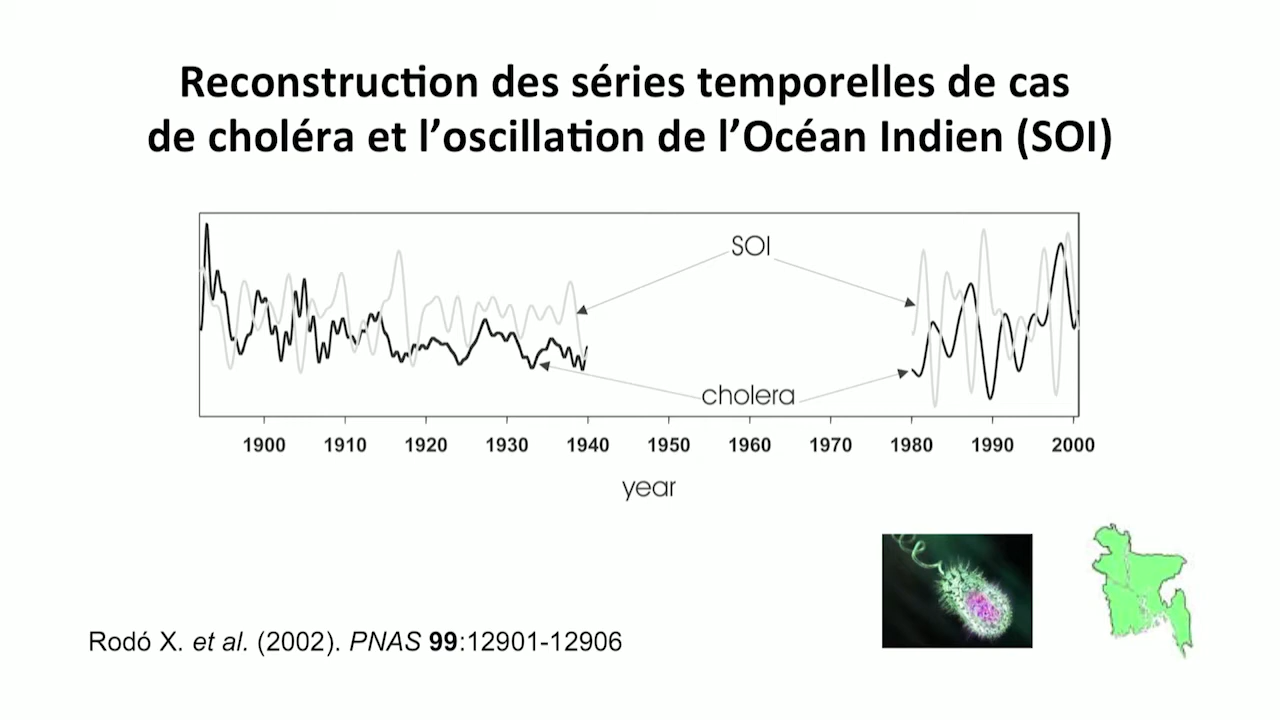 Reconstruction des séries temporelles de cas
de choléra et l’oscillation de l’Océan Indien (SOI)
SOI
cholera
1900 1910 1920 1930 1940 1950 1960 1970 1980 1990 2000
year
Rodó X. et al. (2002). PNAS 99:12901-12906